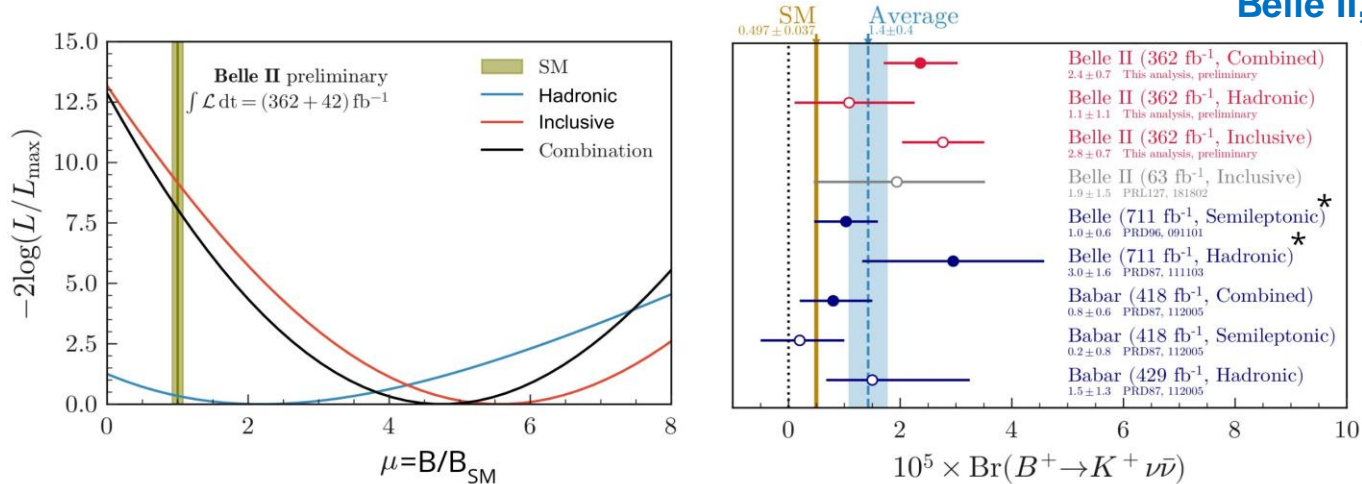 Belle II,
15.0
12.5
10.0
7.5
5.0
2.5
0.0
−2log(L/L_max)
Belle II preliminary
∫ℒ dt = (362 + 42) fb⁻¹
SM
Hadronic
Inclusive
Combination
0 2 4 6 8
μ=B/B_SM
SM
0.497 ± 0.037
Average
1.4±0.4
Belle II (362 fb⁻¹, Combined)
2.4 ± 0.7 This analysis, preliminary
Belle II (362 fb⁻¹, Hadronic)
1.1 ± 1.1 This analysis, preliminary
Belle II (362 fb⁻¹, Inclusive)
2.8 ± 0.7 This analysis, preliminary
Belle II (63 fb⁻¹, Inclusive)
1.9 ± 1.5 PRL127, 181802
Belle (711 fb⁻¹, Semileptonic)*
1.0 ± 0.6 PRD96, 091101
Belle (711 fb⁻¹, Hadronic)*
3.0 ± 1.6 PRD87, 111103
Babar (418 fb⁻¹, Combined)
0.8 ± 0.6 PRD87, 112005
Babar (418 fb⁻¹, Semileptonic)
0.2 ± 0.8 PRD87, 112005
Babar (429 fb⁻¹, Hadronic)
1.5 ± 1.3 PRD87, 112005
0 2 4 6 8 10
10⁵ × Br(B⁺→K⁺νν̄)